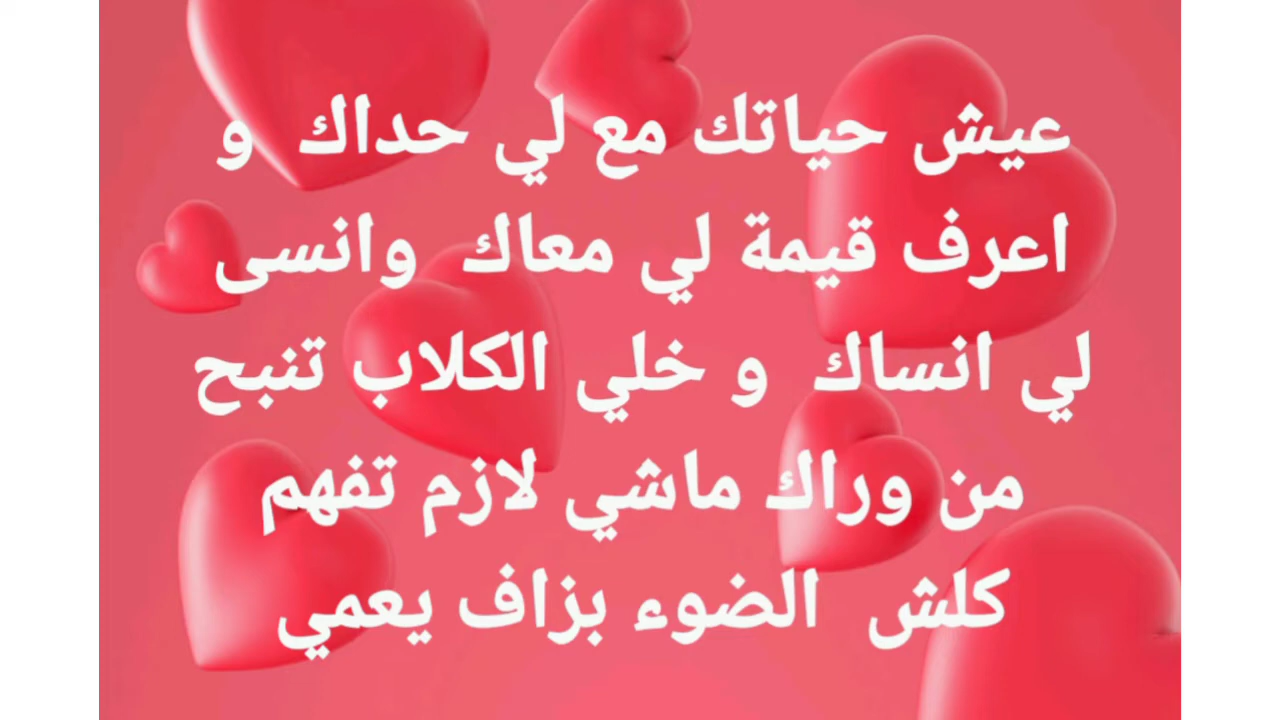 عيش حياتك مع لي حداك و
اعرف قيمة لي معاك وانسى
لي انساك و خلي الكلاب تنبح
من وراك ماشي لازم تفهم
كلش الضوء بزاف يعمي